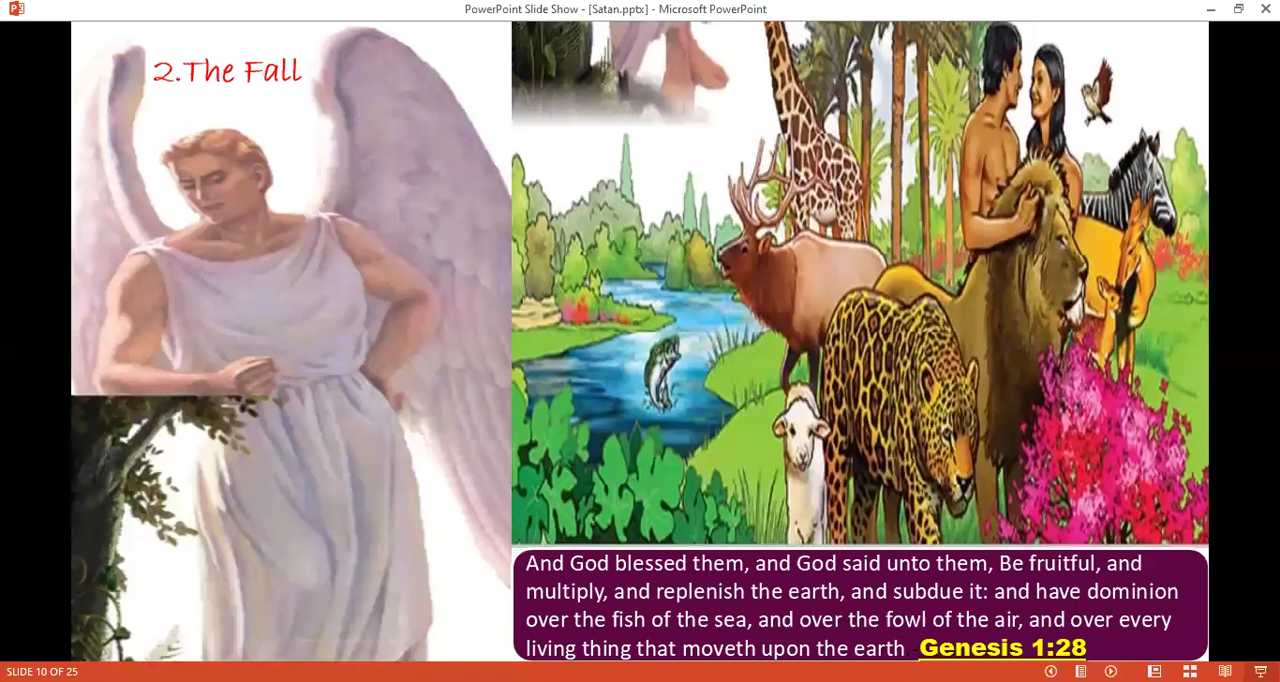 PowerPoint Slide Show - [Satan.pptx] - Microsoft PowerPoint
2.The Fall
And God blessed them, and God said unto them, Be fruitful, and
multiply, and replenish the earth, and subdue it: and have dominion
over the fish of the sea, and over the fowl of the air, and over every
living thing that moveth upon the earth Genesis 1:28
SLIDE 10 OF 25